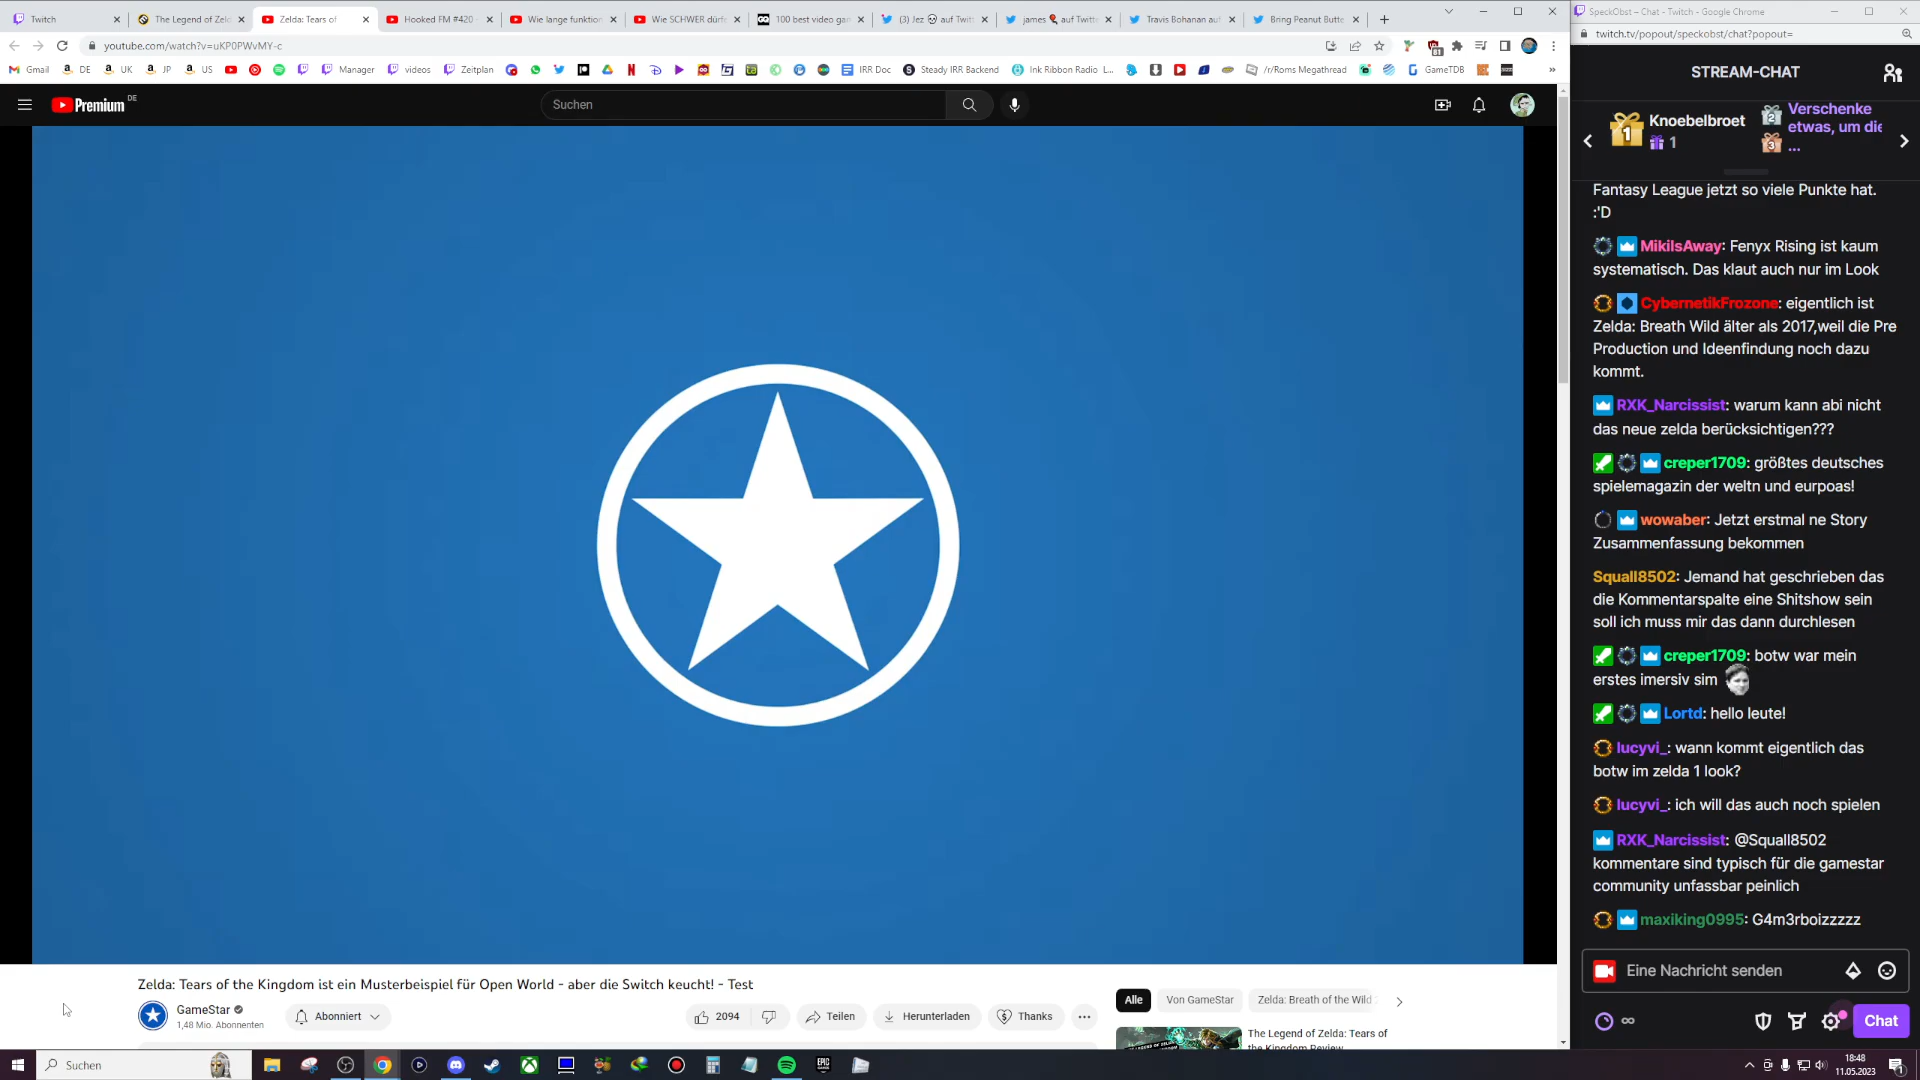 Twitch
The Legend of Zeld
Zelda: Tears of
Hooked FM #420
Wie lange funktion
Wie SCHWER dürfe
100 best video gam
(3) Jez 💀 auf Twitt
james 🎈 auf Twitte
Travis Bohanan auf
Bring Peanut Butte
SpeckObst – Chat - Twitch - Google Chrome
youtube.com/watch?v=uKP0PWvMY-c
twitch.tv/popout/speckobst/chat?popout=
Gmail
DE
UK
JP
US
Manager
videos
Zeitplan
IRR Doc
Steady IRR Backend
Ink Ribbon Radio L...
/r/Roms Megathread
GameTDB
Premium DE
Suchen
STREAM-CHAT
Knoebelbroet
1
1
2
3
Verschenke
etwas, um die
...
Fantasy League jetzt so viele Punkte hat.
:'D
MikiIsAway: Fenyx Rising ist kaum
systematisch. Das klaut auch nur im Look
CybernetikFrozone: eigentlich ist
Zelda: Breath Wild älter als 2017,weil die Pre
Production und Ideenfindung noch dazu
kommt.
RXK_Narcissist: warum kann abi nicht
das neue zelda berücksichtigen???
creper1709: größtes deutsches
spielemagazin der weltn und eurpoas!
wowaber: Jetzt erstmal ne Story
Zusammenfassung bekommen
Squall8502: Jemand hat geschrieben das
die Kommentarspalte eine Shitshow sein
soll ich muss mir das dann durchlesen
creper1709: botw war mein
erstes imersiv sim
Lortd: hello leute!
lucyvi_: wann kommt eigentlich das
botw im zelda 1 look?
lucyvi_: ich will das auch noch spielen
RXK_Narcissist: @Squall8502
kommentare sind typisch für die gamestar
community unfassbar peinlich
maxiking0995: G4m3rboizzzzz
Eine Nachricht senden
Chat
Zelda: Tears of the Kingdom ist ein Musterbeispiel für Open World - aber die Switch keucht! - Test
GameStar
1,48 Mio. Abonnenten
Abonniert
2094
Teilen
Herunterladen
Thanks
Alle
Von GameStar
Zelda: Breath of the Wild
The Legend of Zelda: Tears of
the Kingdom Review
Suchen
18:48
11.05.2023